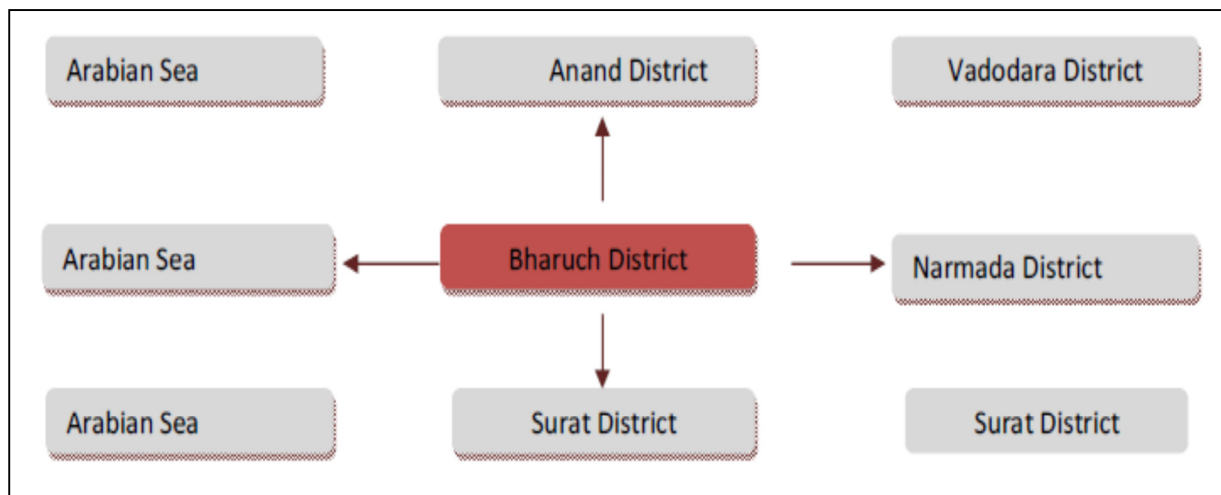 Arabian Sea
Anand District
Vadodara District
Arabian Sea
Bharuch District
Narmada District
Arabian Sea
Surat District
Surat District